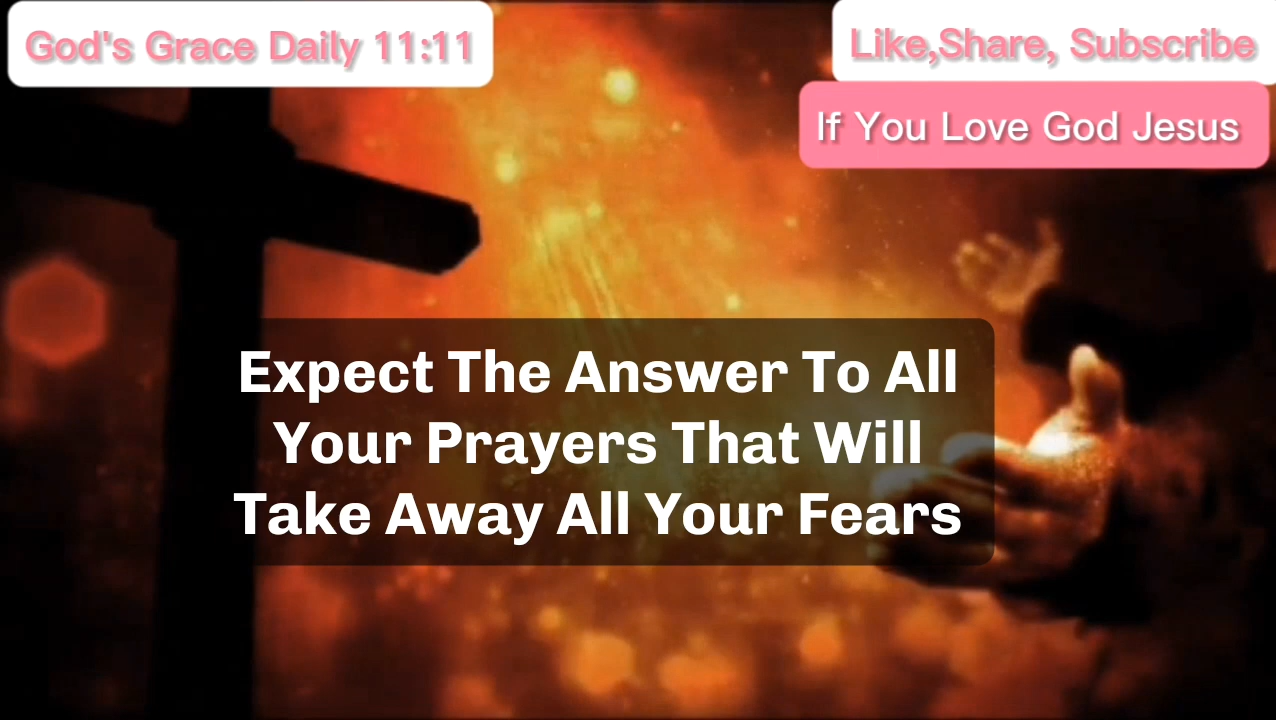 God's Grace Daily 11:11
Like,Share, Subscribe
If You Love God Jesus
Expect The Answer To All
Your Prayers That Will
Take Away All Your Fears